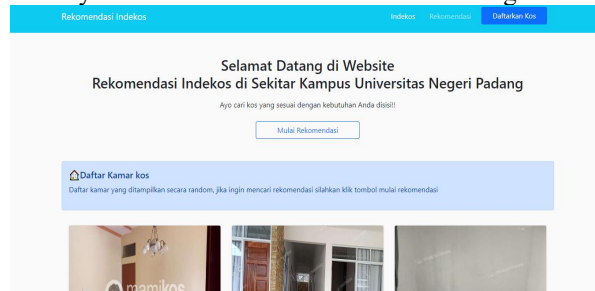 Rekomendasi Indekos
Indekos Rekomendasi Daftarkan Kos
Selamat Datang di Website
Rekomendasi Indekos di Sekitar Kampus Universitas Negeri Padang
Ayo cari kos yang sesuai dengan kebutuhan Anda disisi!!
Mulai Rekomendasi
Daftar Kamar kos
Daftar kamar yang ditampilkan secara random, jika ingin mencari rekomendasi silahkan klik tombol mulai rekomendasi
mamikos